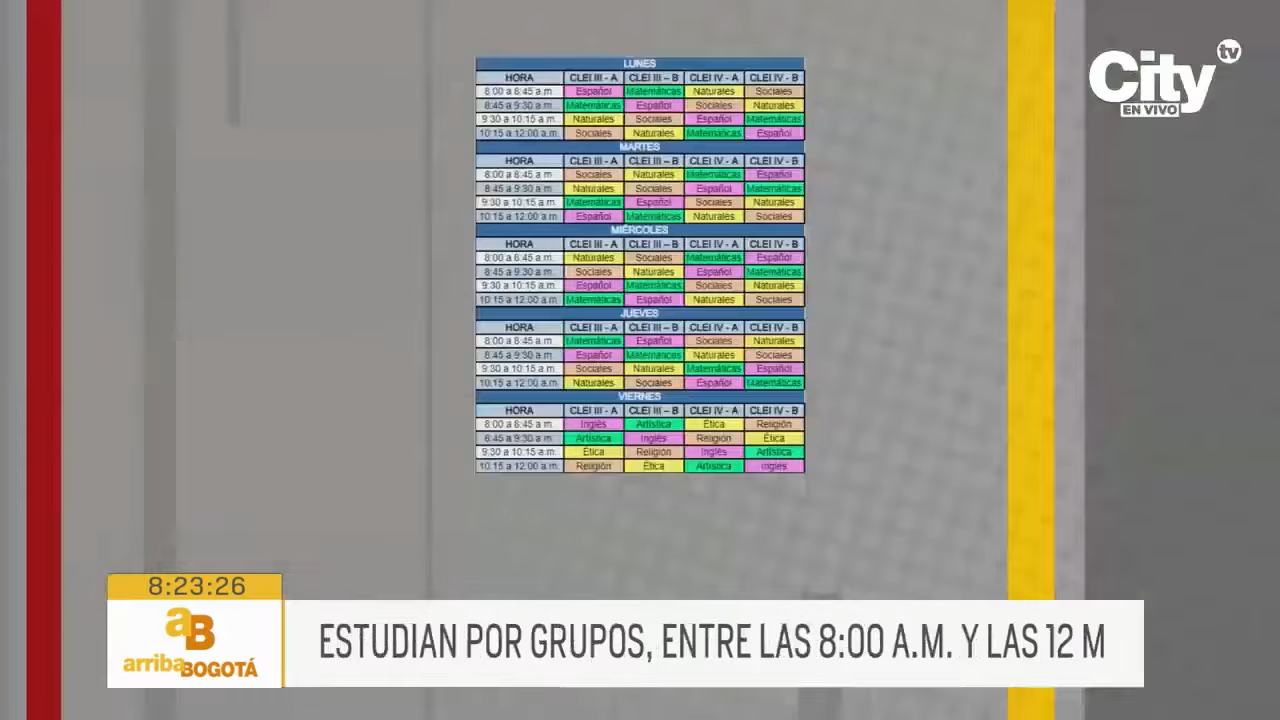 City tv
EN VIVO
LUNES
HORA CLEI III - A CLEI III – B CLEI IV - A CLEI IV - B
8:00 a 8:45 a.m. Español Matemáticas Naturales Sociales
8:45 a 9:30 a.m. Matemáticas Español Sociales Naturales
9:30 a 10:15 a.m. Naturales Sociales Español Matemáticas
10:15 a 12:00 a.m. Sociales Naturales Matemáticas Español
MARTES
HORA CLEI III - A CLEI III – B CLEI IV - A CLEI IV - B
8:00 a 8:45 a.m. Sociales Naturales Matemáticas Español
8:45 a 9:30 a.m. Naturales Sociales Español Matemáticas
9:30 a 10:15 a.m. Matemáticas Español Sociales Naturales
10:15 a 12:00 a.m. Español Matemáticas Naturales Sociales
MIÉRCOLES
HORA CLEI III - A CLEI III – B CLEI IV - A CLEI IV - B
8:00 a 8:45 a.m. Naturales Sociales Matemáticas Español
8:45 a 9:30 a.m. Sociales Naturales Español Matemáticas
9:30 a 10:15 a.m. Español Matemáticas Sociales Naturales
10:15 a 12:00 a.m. Matemáticas Español Naturales Sociales
JUEVES
HORA CLEI III - A CLEI III – B CLEI IV - A CLEI IV - B
8:00 a 8:45 a.m. Matemáticas Español Sociales Naturales
8:45 a 9:30 a.m. Español Matemáticas Naturales Sociales
9:30 a 10:15 a.m. Sociales Naturales Matemáticas Español
10:15 a 12:00 a.m. Naturales Sociales Español Matemáticas
VIERNES
HORA CLEI III - A CLEI III – B CLEI IV - A CLEI IV - B
8:00 a 8:45 a.m. Inglés Artística Ética Religión
8:45 a 9:30 a.m. Artística Inglés Religión Ética
9:30 a 10:15 a.m. Ética Religión Inglés Artística
10:15 a 12:00 a.m. Religión Ética Artística Inglés
8:23:26
aB
arriba BOGOTÁ
ESTUDIAN POR GRUPOS, ENTRE LAS 8:00 A.M. Y LAS 12 M